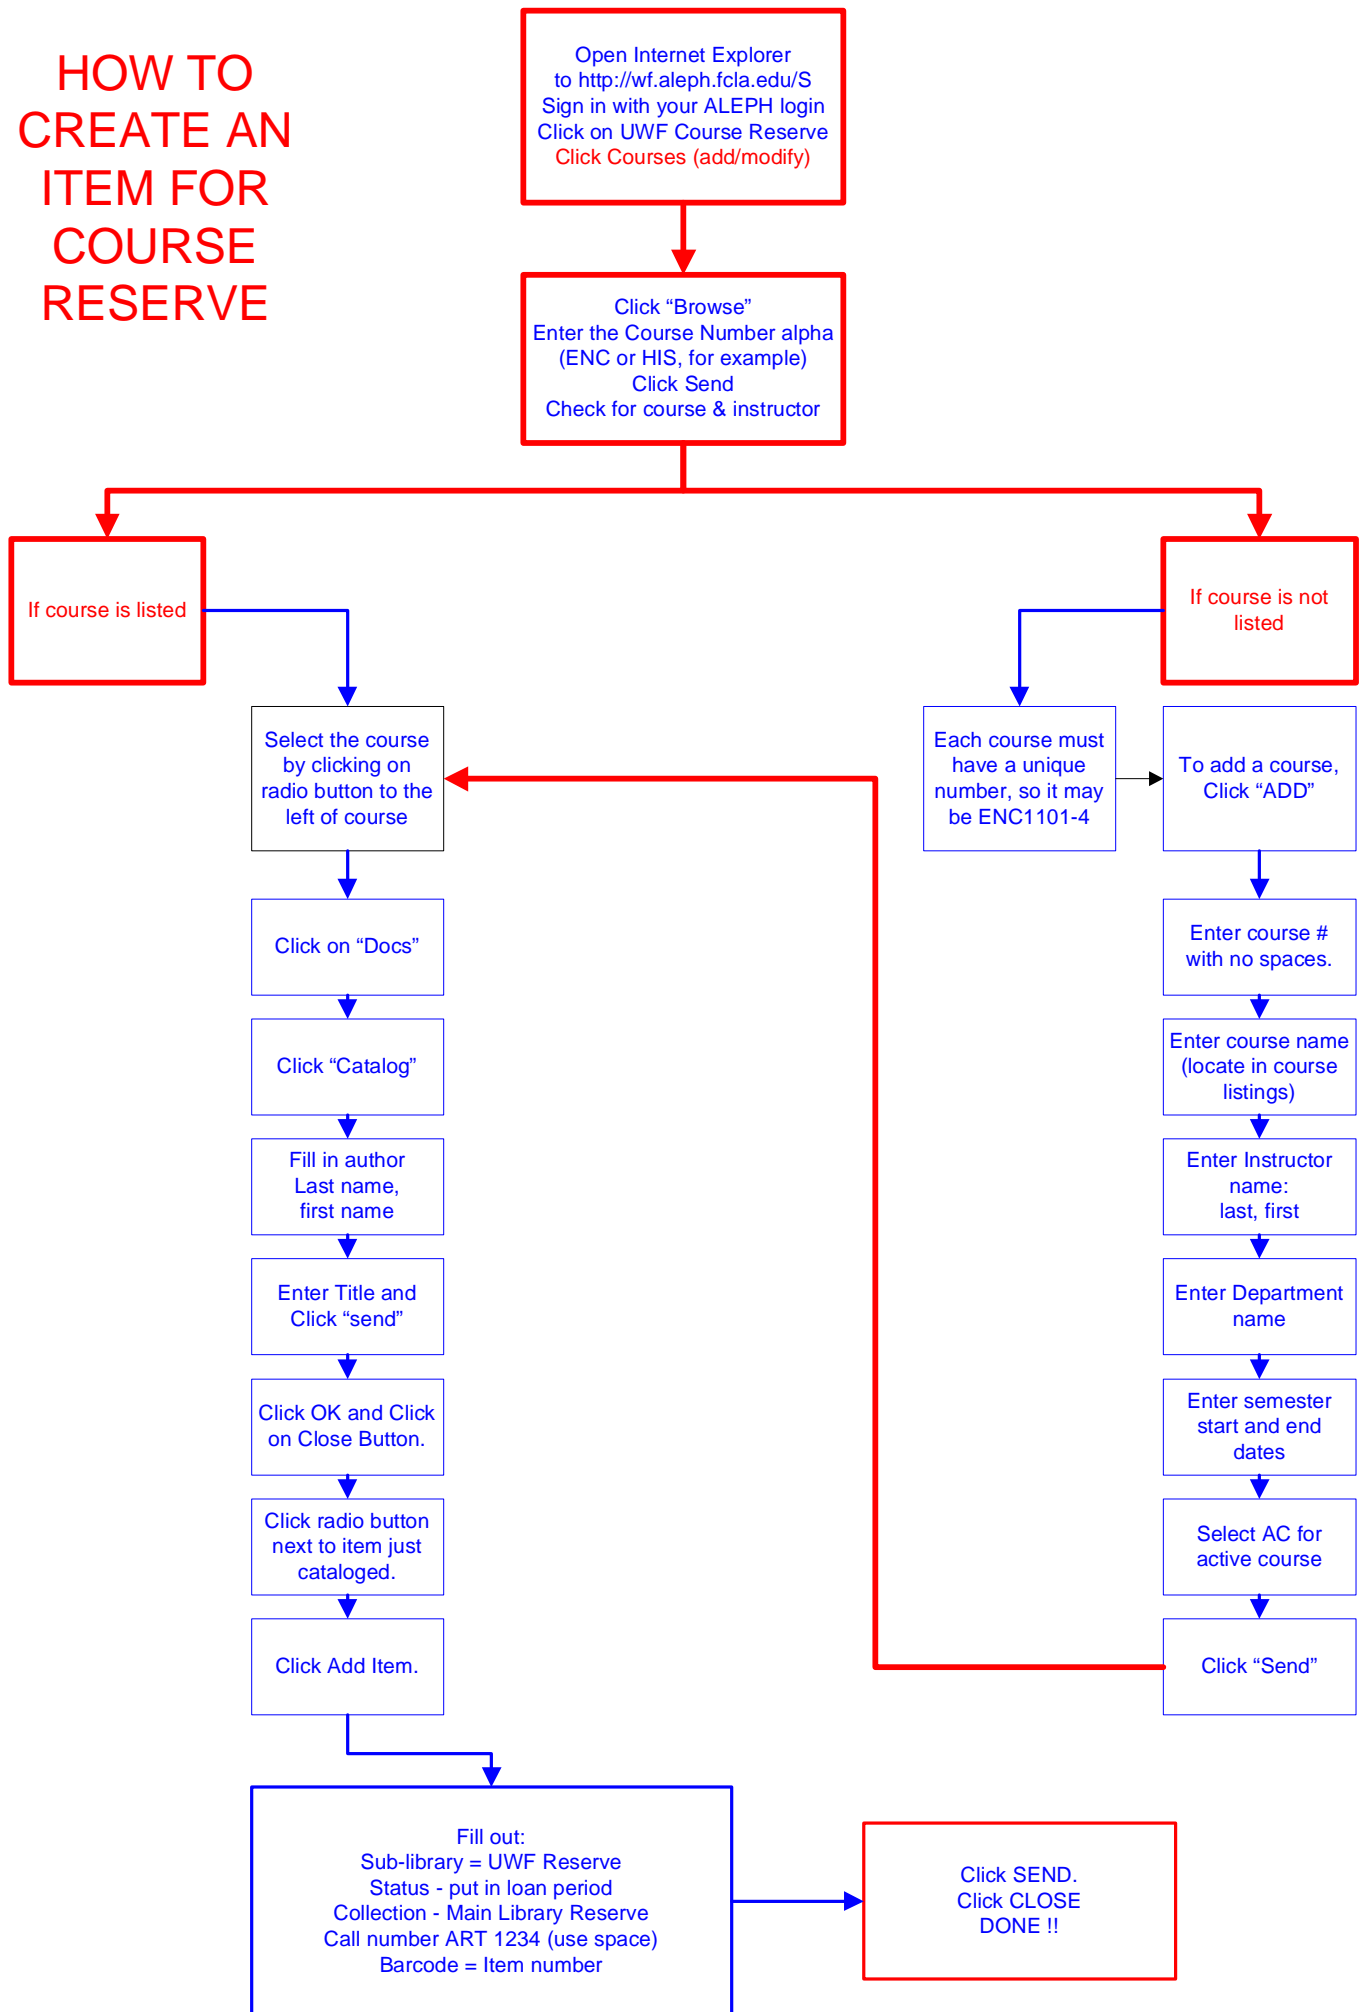 HOW TO
CREATE AN
ITEM FOR
COURSE
RESERVE
Open Internet Explorer
to http://wf.aleph.fcla.edu/S
Sign in with your ALEPH login
Click on UWF Course Reserve
Click Courses (add/modify)
Click “Browse”
Enter the Course Number alpha
(ENC or HIS, for example)
Click Send
Check for course & instructor
If course is listed
If course is not
listed
Select the course
by clicking on
radio button to the
left of course
Each course must
have a unique
number, so it may
be ENC1101-4
To add a course,
Click “ADD”
Click on “Docs”
Enter course #
with no spaces.
Click “Catalog”
Enter course name
(locate in course
listings)
Fill in author
Last name,
first name
Enter Instructor
name:
last, first
Enter Title and
Click “send”
Enter Department
name
Click OK and Click
on Close Button.
Enter semester
start and end
dates
Click radio button
next to item just
cataloged.
Select AC for
active course
Click Add Item.
Click “Send”
Fill out:
Sub-library = UWF Reserve
Status - put in loan period
Collection - Main Library Reserve
Call number ART 1234 (use space)
Barcode = Item number
Click SEND.
Click CLOSE
DONE !!